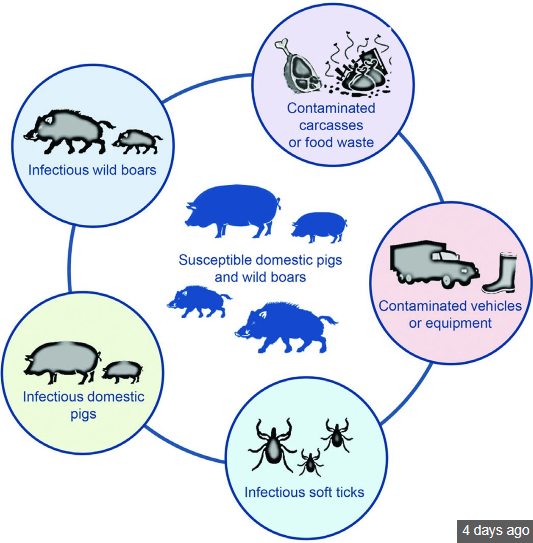 Contaminated
carcasses
or food waste
Infectious wild boars
Susceptible domestic pigs
and wild boars
Contaminated vehicles
or equipment
Infectious domestic
pigs
Infectious soft ticks
4 days ago